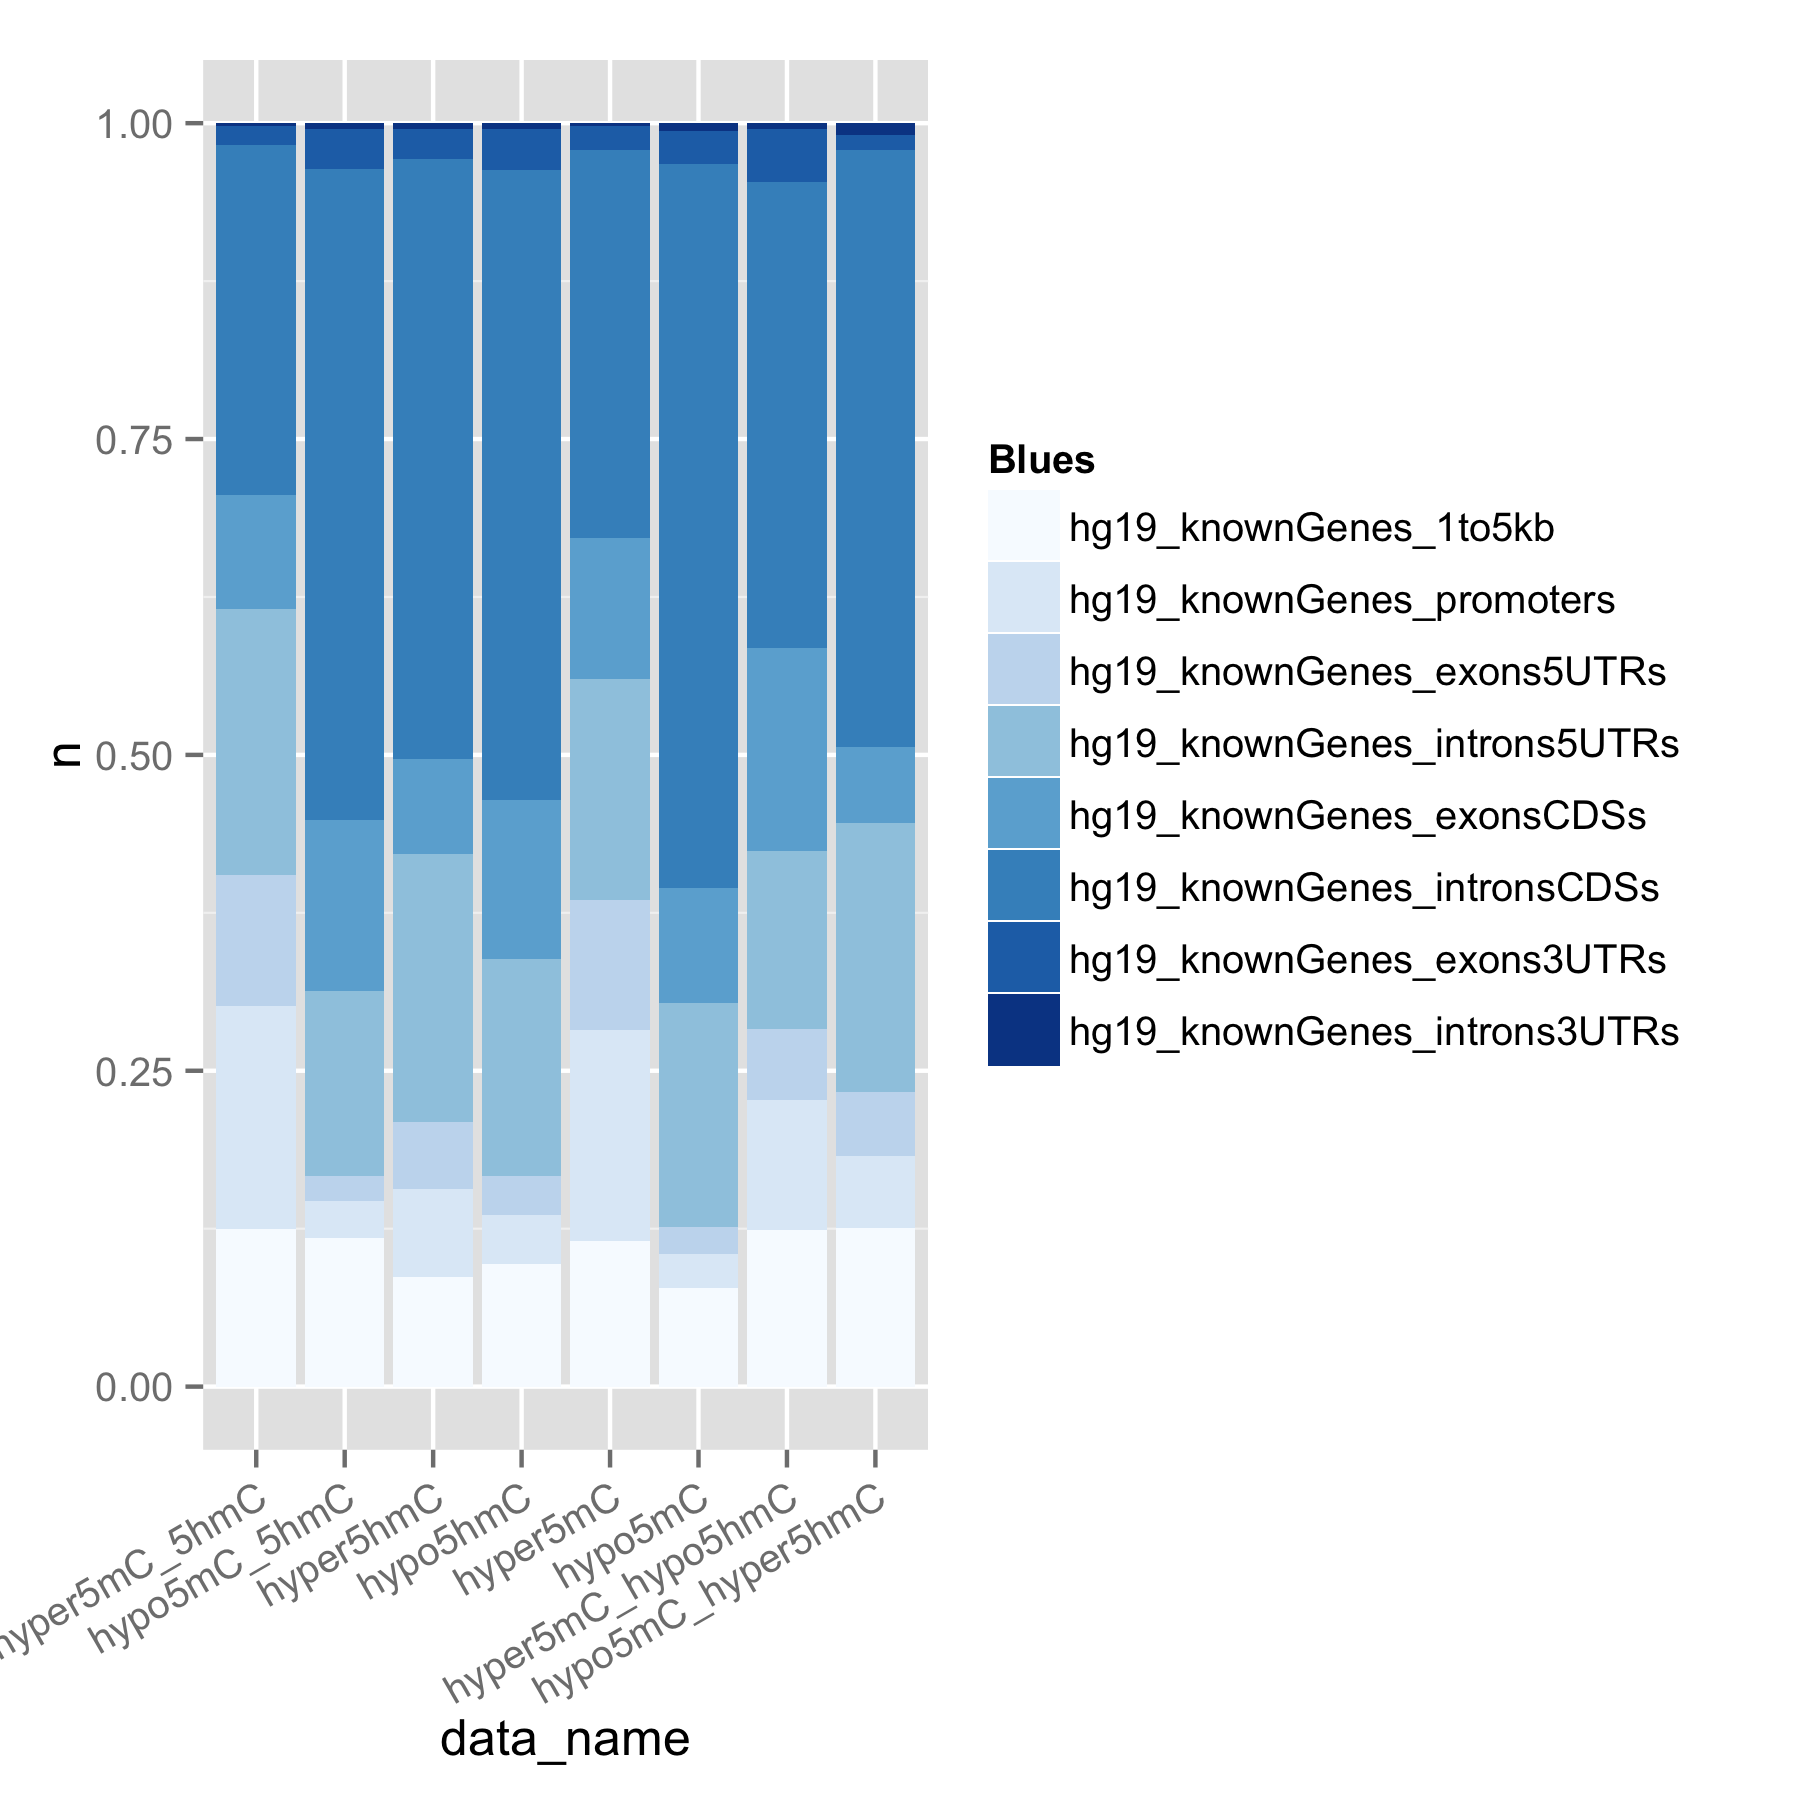 1.00
0.75
0.50
0.25
0.00
n
hyper5mC_5hmC
hypo5mC_5hmC
hyper5hmC
hypo5hmC
hyper5mC
hypo5mC
hyper5mC_hypo5hmC
hypo5mC_hyper5hmC
data_name
Blues
hg19_knownGenes_1to5kb
hg19_knownGenes_promoters
hg19_knownGenes_exons5UTRs
hg19_knownGenes_introns5UTRs
hg19_knownGenes_exonsCDSs
hg19_knownGenes_intronsCDSs
hg19_knownGenes_exons3UTRs
hg19_knownGenes_introns3UTRs